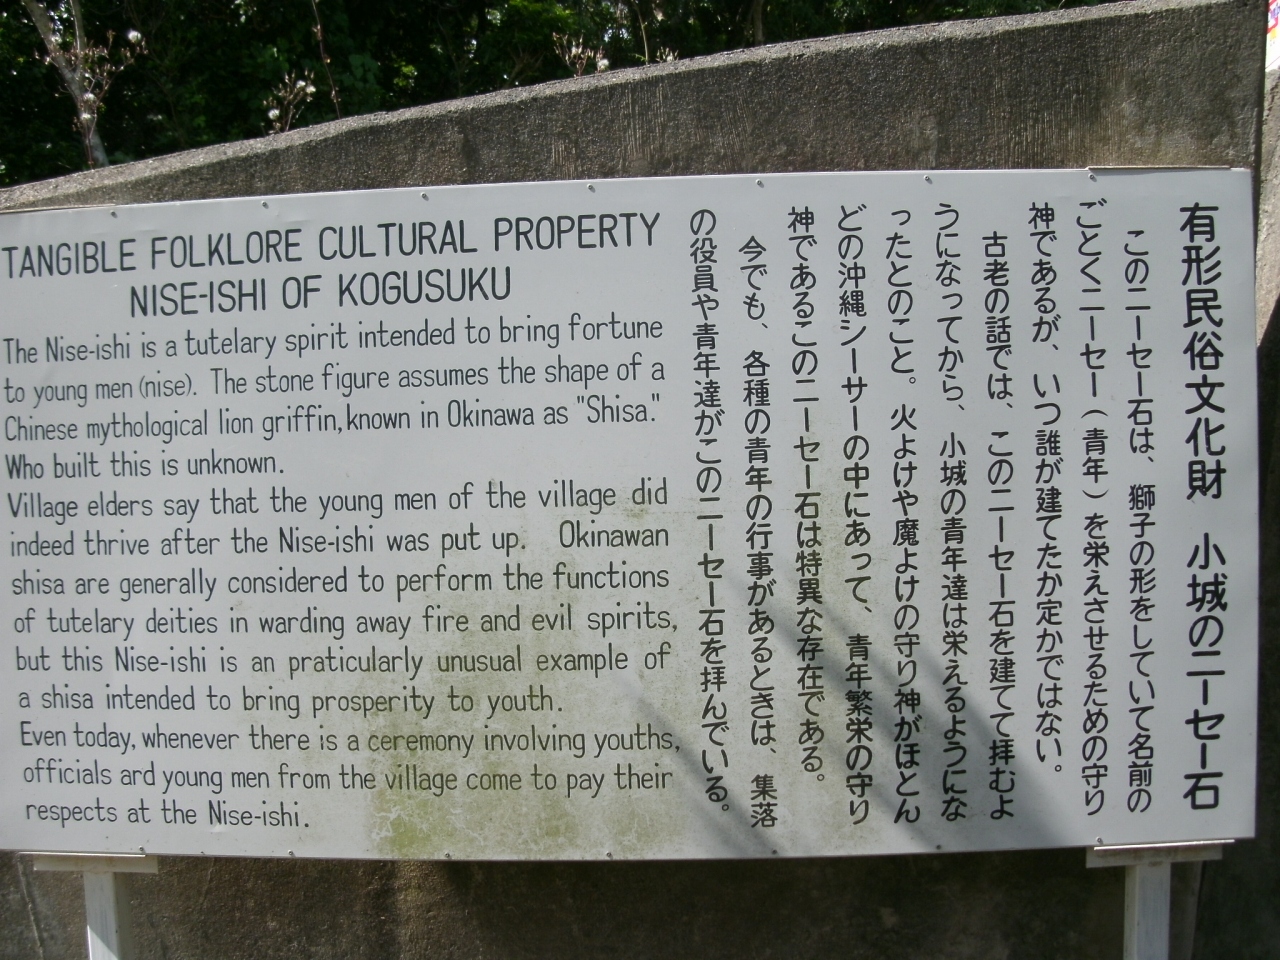 TANGIBLE FOLKLORE CULTURAL PROPERTY
NISE-ISHI OF KOGUSUKU
The Nise-ishi is a tutelary spirit intended to bring fortune
to young men (nise). The stone figure assumes the shape of a
Chinese mythological lion griffin, known in Okinawa as "Shisa."
Who built this is unknown.
Village elders say that the young men of the village did
indeed thrive after the Nise-ishi was put up. Okinawan
shisa are generally considered to perform the functions
of tutelary deities in warding away fire and evil spirits,
but this Nise-ishi is an praticularly unusual example of
a shisa intended to bring prosperity to youth.
Even today, whenever there is a ceremony involving youths,
officials ard young men from the village come to pay their
respects at the Nise-ishi.
有形民俗文化財 小城のニーセー石
このニーセー石は、獅子の形をしていて名前の
ごとくニーセー(青年)を栄えさせるための守り
神であるが、いつ誰が建てたか定かではない。
古老の話では、このニーセー石を建てて拝むよ
うになってから、小城の青年達は栄えるようにな
ったとのこと。火よけや魔よけの守り神がほとん
どの沖縄シーサーの中にあって、青年繁栄の守り
神であるこのニーセー石は特異な存在である。
今でも、各種の青年の行事があるときは、集落
の役員や青年達がこのニーセー石を拝んでいる。